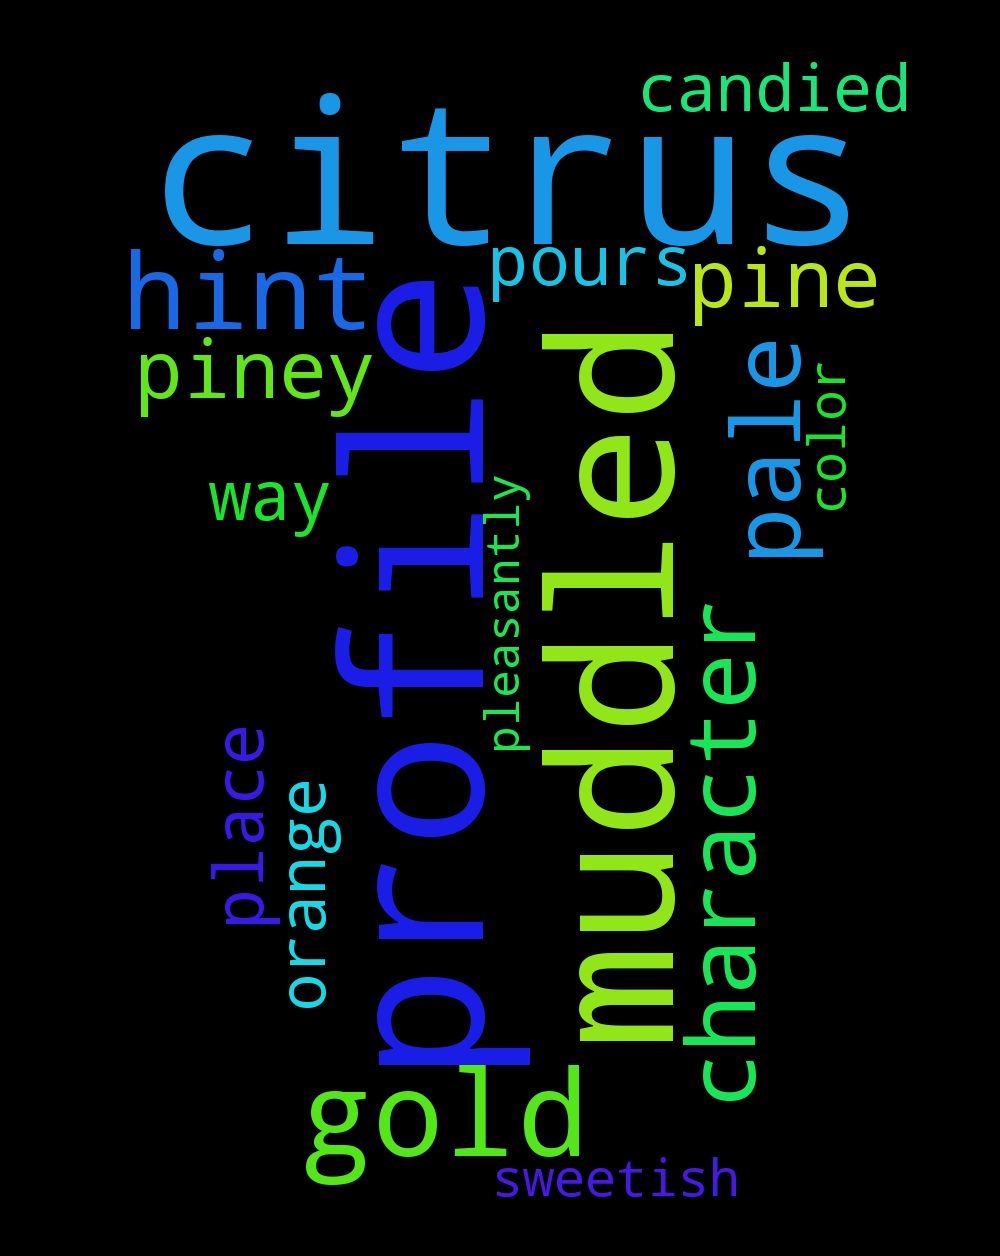 candied
citrus
hint
pours
pine
piney
profile
muddled
pale
color
way
pleasantly
character
place
orange
gold
sweetish